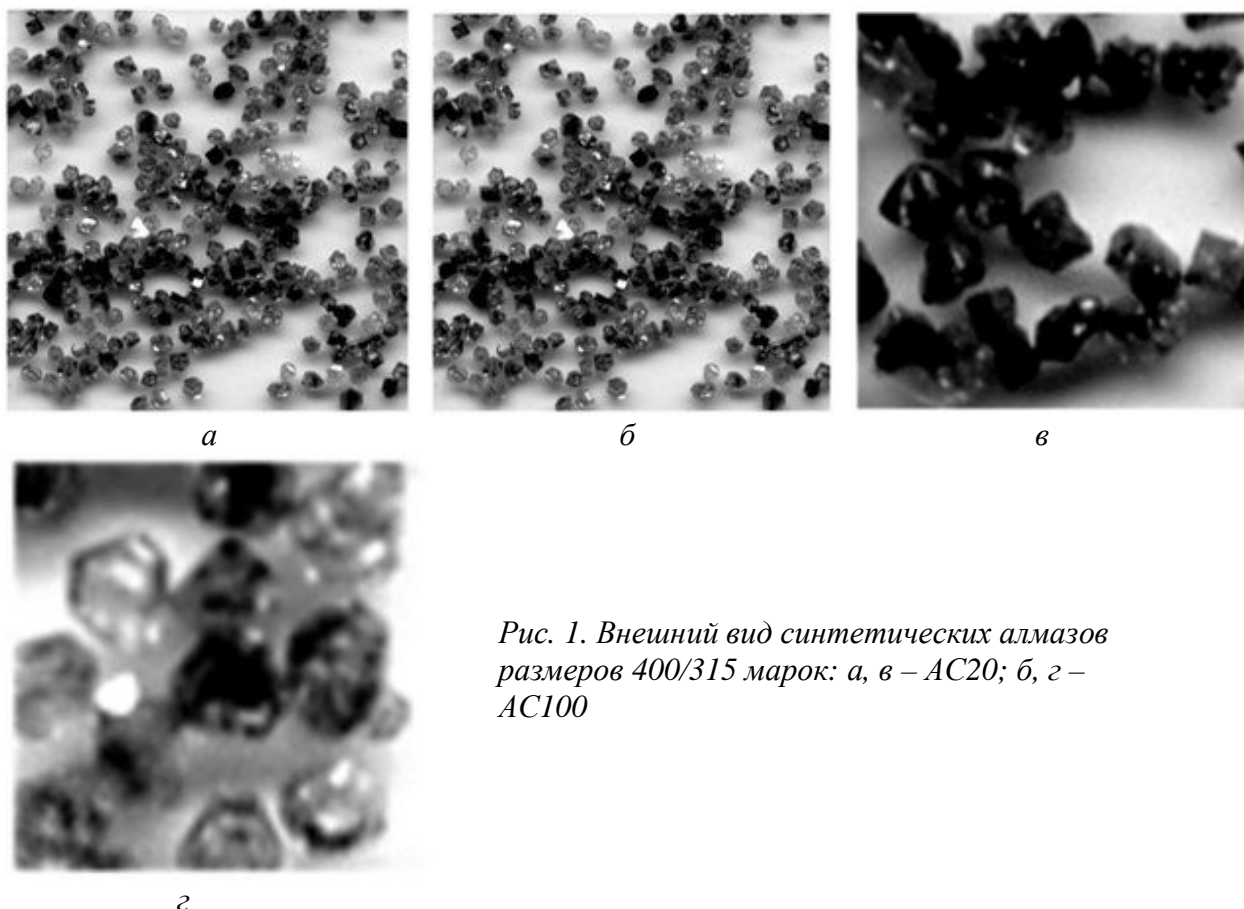 а
б
в
г
Рис. 1. Внешний вид синтетических алмазов
размеров 400/315 марок: а, в – АС20; б, г –
АС100